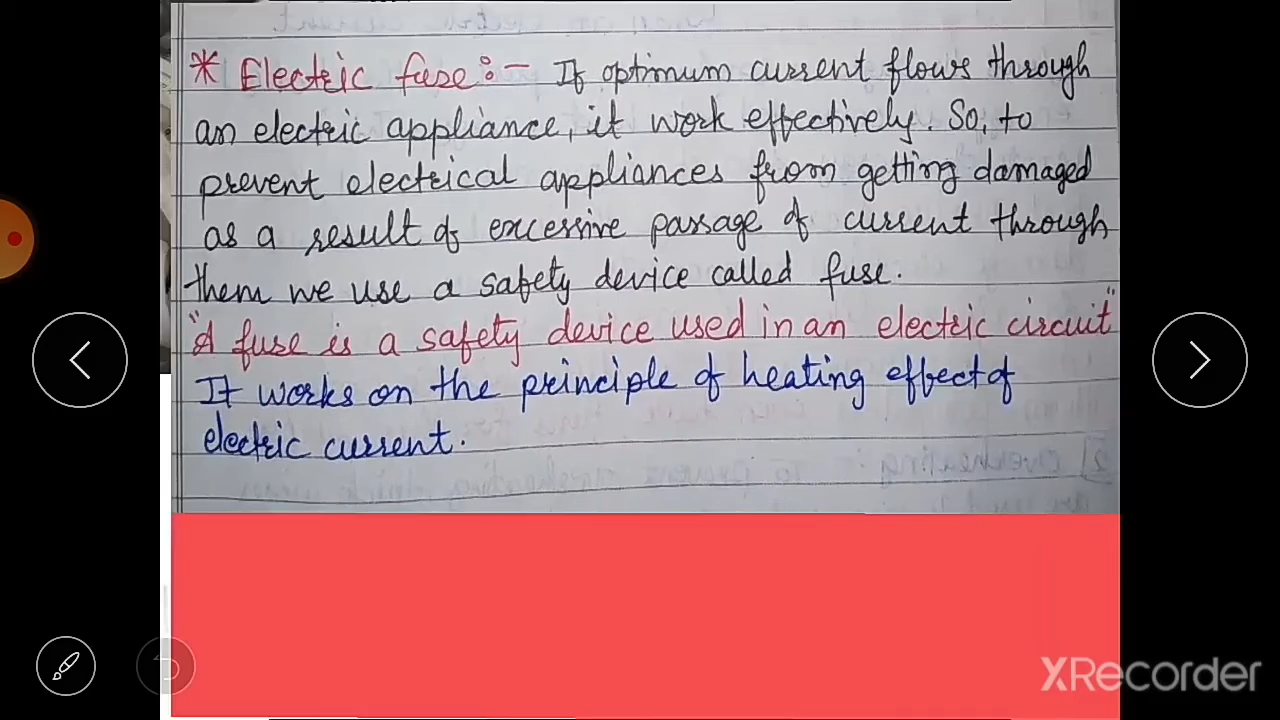 * Electric fuse:- If optimum current flows through
an electric appliance, it work effectively. So, to
prevent electrical appliances from getting damaged
as a result of excessive passage of current through
them we use a safety device called fuse.
"A fuse is a safety device used in an electric circuit"
It works on the principle of heating effect of
electric current.
XRecorder